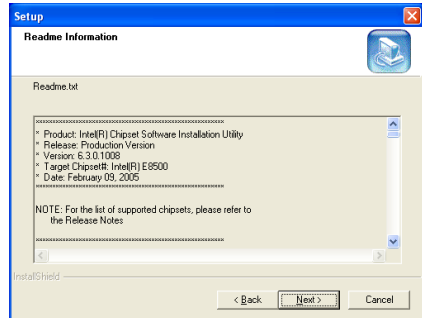 Setup
Readme Information
Readme.txt
********************************************************
* Product: Intel(R) Chipset Software Installation Utility
* Release: Production Version
* Version: 6.3.0.1008
* Target Chipset#: Intel(R) E8500
* Date: February 09, 2005
********************************************************
NOTE: For the list of supported chipsets, please refer to
the Release Notes
********************************************************
InstallShield
< Back
Next >
Cancel